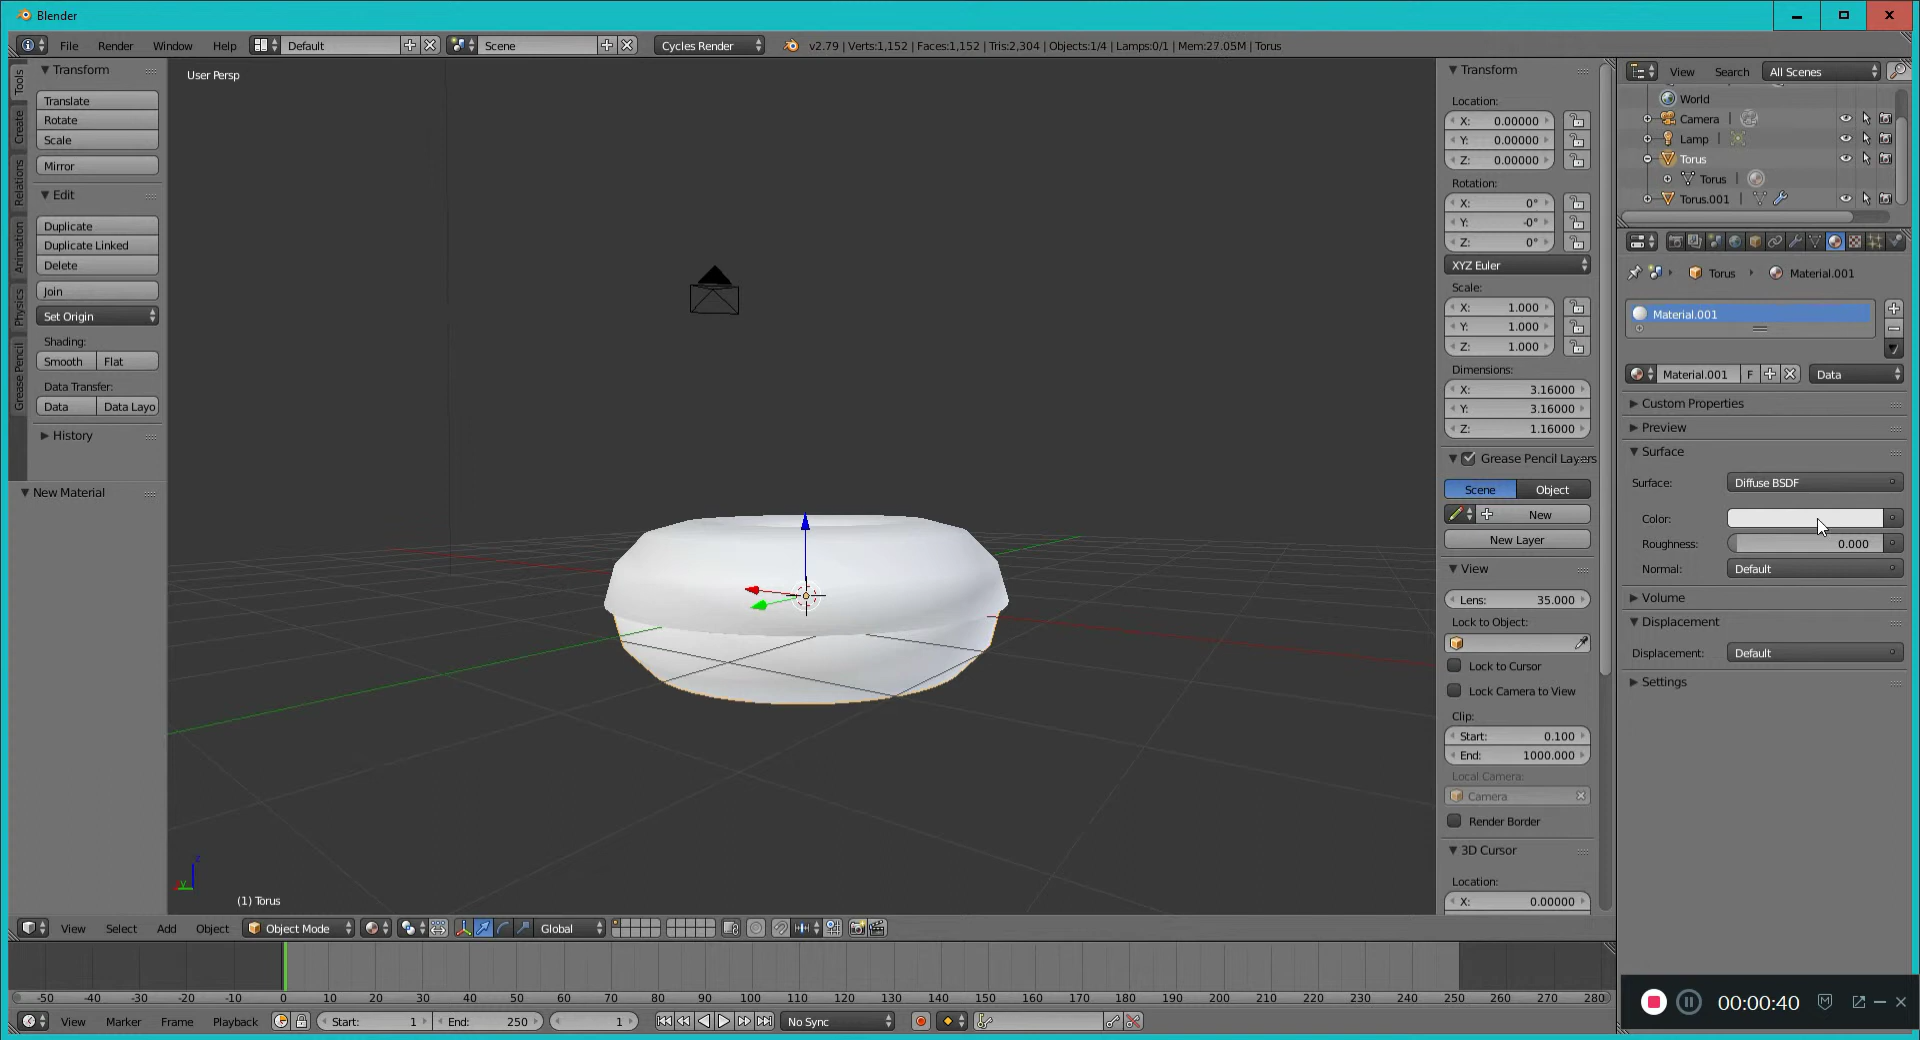 Blender
File Render Window Help Default Scene Cycles Render v2.79 | Verts:1,152 | Faces:1,152 | Tris:2,304 | Objects:1/4 | Lamps:0/1 | Mem:27.05M | Torus
Tools
Create
Relations
Animation
Physics
Grease Pencil
Transform
Translate
Rotate
Scale
Mirror
Edit
Duplicate
Duplicate Linked
Delete
Join
Set Origin
Shading:
Smooth Flat
Data Transfer:
Data Data Layo
History
New Material
User Persp
(1) Torus
Transform
Location:
X: 0.00000
Y: 0.00000
Z: 0.00000
Rotation:
X: 0°
Y: -0°
Z: 0°
XYZ Euler
Scale:
X: 1.000
Y: 1.000
Z: 1.000
Dimensions:
X: 3.16000
Y: 3.16000
Z: 1.16000
Grease Pencil Layers
Scene Object
New
New Layer
View
Lens: 35.000
Lock to Object:
Lock to Cursor
Lock Camera to View
Clip:
Start: 0.100
End: 1000.000
Local Camera:
Camera
Render Border
3D Cursor
Location:
X: 0.00000
View Search All Scenes
World
Camera
Lamp
Torus
Torus
Torus.001
Torus Material.001
Material.001
Material.001 F Data
Custom Properties
Preview
Surface
Surface: Diffuse BSDF
Color:
Roughness: 0.000
Normal: Default
Volume
Displacement
Displacement: Default
Settings
View Select Add Object Object Mode Global
-50 -40 -30 -20 -10 0 10 20 30 40 50 60 70 80 90 100 110 120 130 140 150 160 170 180 190 200 210 220 230 240 250 260 270 280
View Marker Frame Playback Start: 1 End: 250 1 No Sync
00:00:40